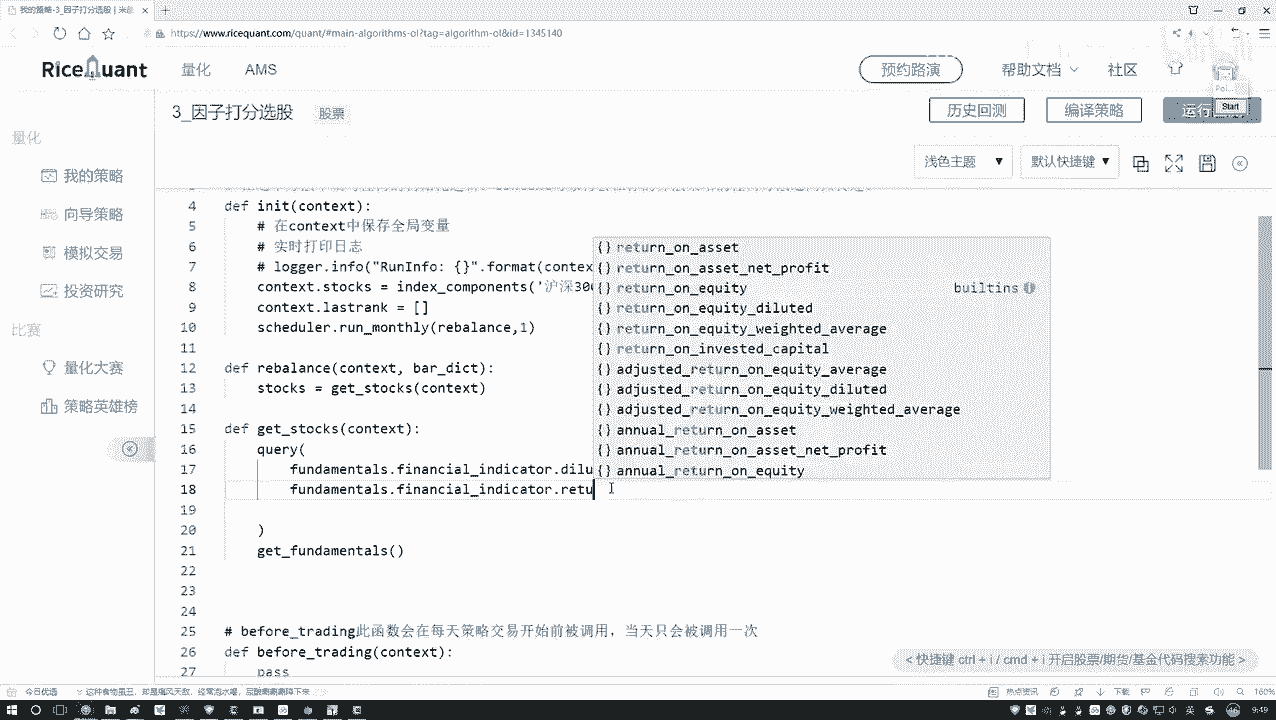 我的策略-3_因子打分选股 | 米
https://www.ricequant.com/quant/#main-algorithms-ol?tag=algorithm-ol&id=1345140
RiceQuant 量化 AMS 预约路演 帮助文档 社区
3_因子打分选股 股票 历史回测 编译策略 运行
Start
浅色主题 ▼ 默认快捷键 ▼
量化
我的策略
向导策略
模拟交易
投资研究
比赛
量化大赛
策略英雄榜
4 def init(context):
5 # 在context中保存全局变量
6 # 实时打印日志
7 # logger.info("RunInfo: {}".format(contex
8 context.stocks = index_components('沪深30
9 context.lastrank = []
10 scheduler.run_monthly(rebalance,1)
11
12 def rebalance(context, bar_dict):
13 stocks = get_stocks(context)
14
15 def get_stocks(context):
16 query(
17 fundamentals.financial_indicator.dilu
18 fundamentals.financial_indicator.retu
19
20 )
21 get_fundamentals()
22
23
24
25 # before_trading此函数会在每天策略交易开始前被调用，当天只会被调用一次
26 def before_trading(context):
27 pass
{} return_on_asset
{} return_on_asset_net_profit
{} return_on_equity builtins
{} return_on_equity_diluted
{} return_on_equity_weighted_average
{} return_on_invested_capital
{} adjusted_return_on_equity_average
{} adjusted_return_on_equity_diluted
{} adjusted_return_on_equity_weighted_average
{} annual_return_on_asset
{} annual_return_on_asset_net_profit
{} annual_return_on_equity
< 快捷键 ctrl + i / cmd + i 开启股票/期货/基金代码搜索功能 >
今日优选
热点资讯 下载 160%
英 9:49